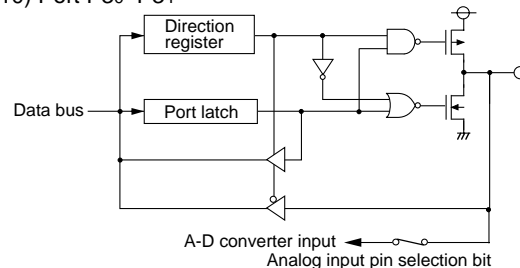 Direction
register
Data bus
Port latch
A-D converter input
Analog input pin selection bit